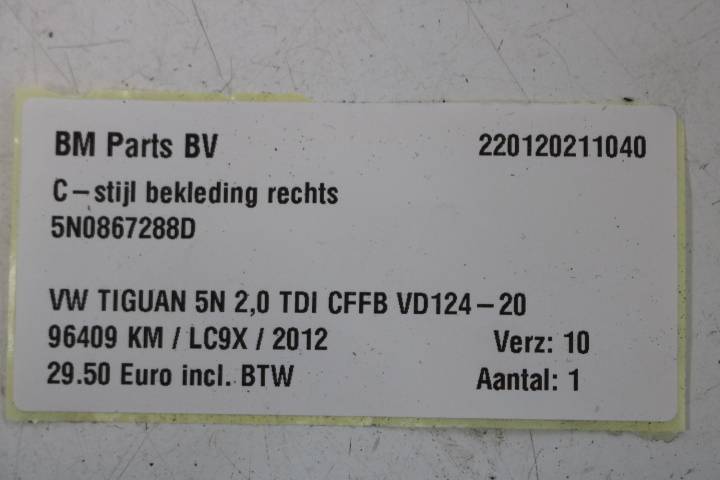 BM Parts BV 220120211040
C-stijl bekleding rechts
5N0867288D
VW TIGUAN 5N 2,0 TDI CFFB VD124-20
96409 KM / LC9X / 2012 Verz: 10
29.50 Euro incl. BTW Aantal: 1